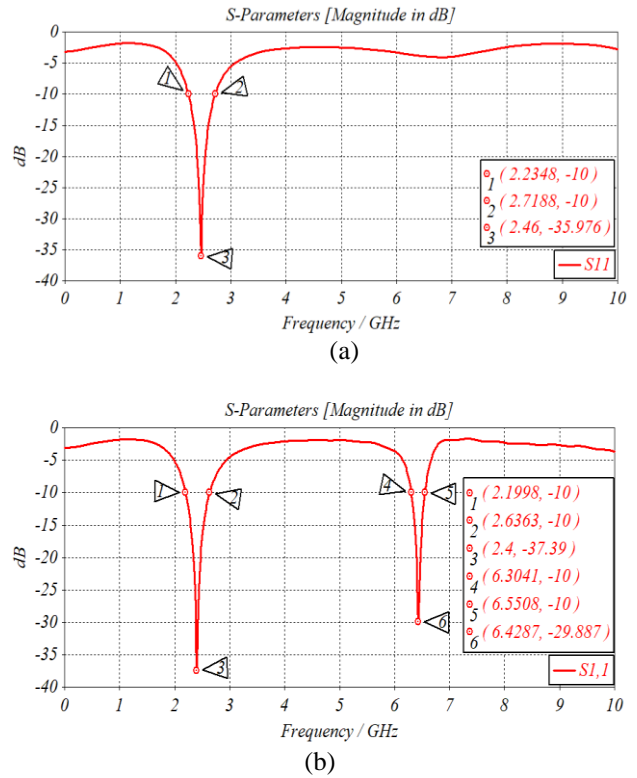 S-Parameters [Magnitude in dB]
0
-5
-10
-15
-20
-25
-30
-35
-40
dB
1
2
3
1 ( 2.2348, -10 )
2 ( 2.7188, -10 )
3 ( 2.46, -35.976 )
S11
0 1 2 3 4 5 6 7 8 9 10
Frequency / GHz
(a)
S-Parameters [Magnitude in dB]
0
-5
-10
-15
-20
-25
-30
-35
-40
dB
1
2
3
4
5
6
1 ( 2.1998, -10 )
2 ( 2.6363, -10 )
3 ( 2.4, -37.39 )
4 ( 6.3041, -10 )
5 ( 6.5508, -10 )
6 ( 6.4287, -29.887 )
S1,1
0 1 2 3 4 5 6 7 8 9 10
Frequency / GHz
(b)